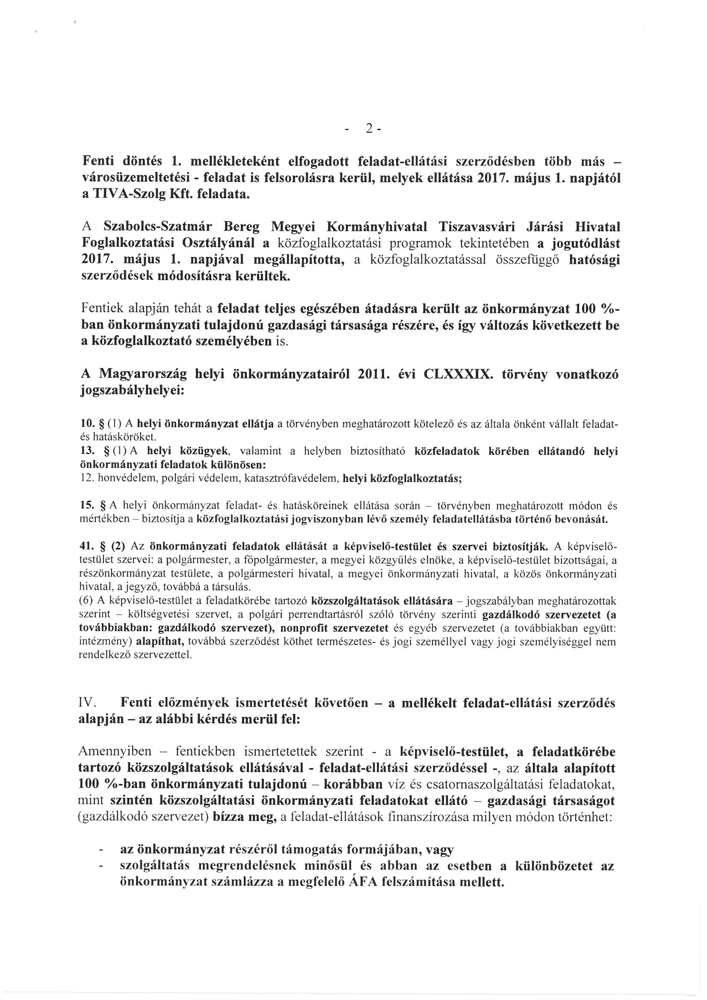 - 2 -
Fenti döntés 1. mellékleteként elfogadott feladat-ellátási szerződésben több más –
városüzemeltetési - feladat is felsorolásra kerül, melyek ellátása 2017. május 1. napjától
a TIVA-Szolg Kft. feladata.
A Szabolcs-Szatmár Bereg Megyei Kormányhivatal Tiszavasvári Járási Hivatal
Foglalkoztatási Osztályánál a közfoglalkoztatási programok tekintetében a jogutódlást
2017. május 1. napjával megállapította, a közfoglalkoztatással összefüggő hatósági
szerződések módosításra kerültek.
Fentiek alapján tehát a feladat teljes egészében átadásra került az önkormányzat 100 %-
ban önkormányzati tulajdonú gazdasági társasága részére, és így változás következett be
a közfoglalkoztató személyében is.
A Magyarország helyi önkormányzatairól 2011. évi CLXXXIX. törvény vonatkozó
jogszabályhelyei:
10. § (1) A helyi önkormányzat ellátja a törvényben meghatározott kötelező és az általa önként vállalt feladat-
és hatásköröket.
13. § (1) A helyi közügyek, valamint a helyben biztosítható közfeladatok körében ellátandó helyi
önkormányzati feladatok különösen:
12. honvédelem, polgári védelem, katasztrófavédelem, helyi közfoglalkoztatás;
15. § A helyi önkormányzat feladat- és hatásköreinek ellátása során – törvényben meghatározott módon és
mértékben – biztosítja a közfoglalkoztatási jogviszonyban lévő személy feladatellátásba történő bevonását.
41. § (2) Az önkormányzati feladatok ellátását a képviselő-testület és szervei biztosítják. A képviselő-
testület szervei: a polgármester, a főpolgármester, a megyei közgyűlés elnöke, a képviselő-testület bizottságai, a
részönkormányzat testülete, a polgármesteri hivatal, a megyei önkormányzati hivatal, a közös önkormányzati
hivatal, a jegyző, továbbá a társulás.
(6) A képviselő-testület a feladatkörébe tartozó közszolgáltatások ellátására – jogszabályban meghatározottak
szerint – költségvetési szervet, a polgári perrendtartásról szóló törvény szerinti gazdálkodó szervezetet (a
továbbiakban: gazdálkodó szervezet), nonprofit szervezetet és egyéb szervezetet (a továbbiakban együtt:
intézmény) alapíthat, továbbá szerződést köthet természetes- és jogi személlyel vagy jogi személyiséggel nem
rendelkező szervezettel.
IV. Fenti előzmények ismertetését követően – a mellékelt feladat-ellátási szerződés
alapján – az alábbi kérdés merül fel:
Amennyiben – fentiekben ismertetettek szerint - a képviselő-testület, a feladatkörébe
tartozó közszolgáltatások ellátásával - feladat-ellátási szerződéssel -, az általa alapított
100 %-ban önkormányzati tulajdonú – korábban víz és csatornaszolgáltatási feladatokat,
mint szintén közszolgáltatási önkormányzati feladatokat ellátó – gazdasági társaságot
(gazdálkodó szervezet) bízza meg, a feladat-ellátások finanszírozása milyen módon történhet:
- az önkormányzat részéről támogatás formájában, vagy
- szolgáltatás megrendelésnek minősül és abban az esetben a különbözetet az
önkormányzat számlázza a megfelelő ÁFA felszámítása mellett.